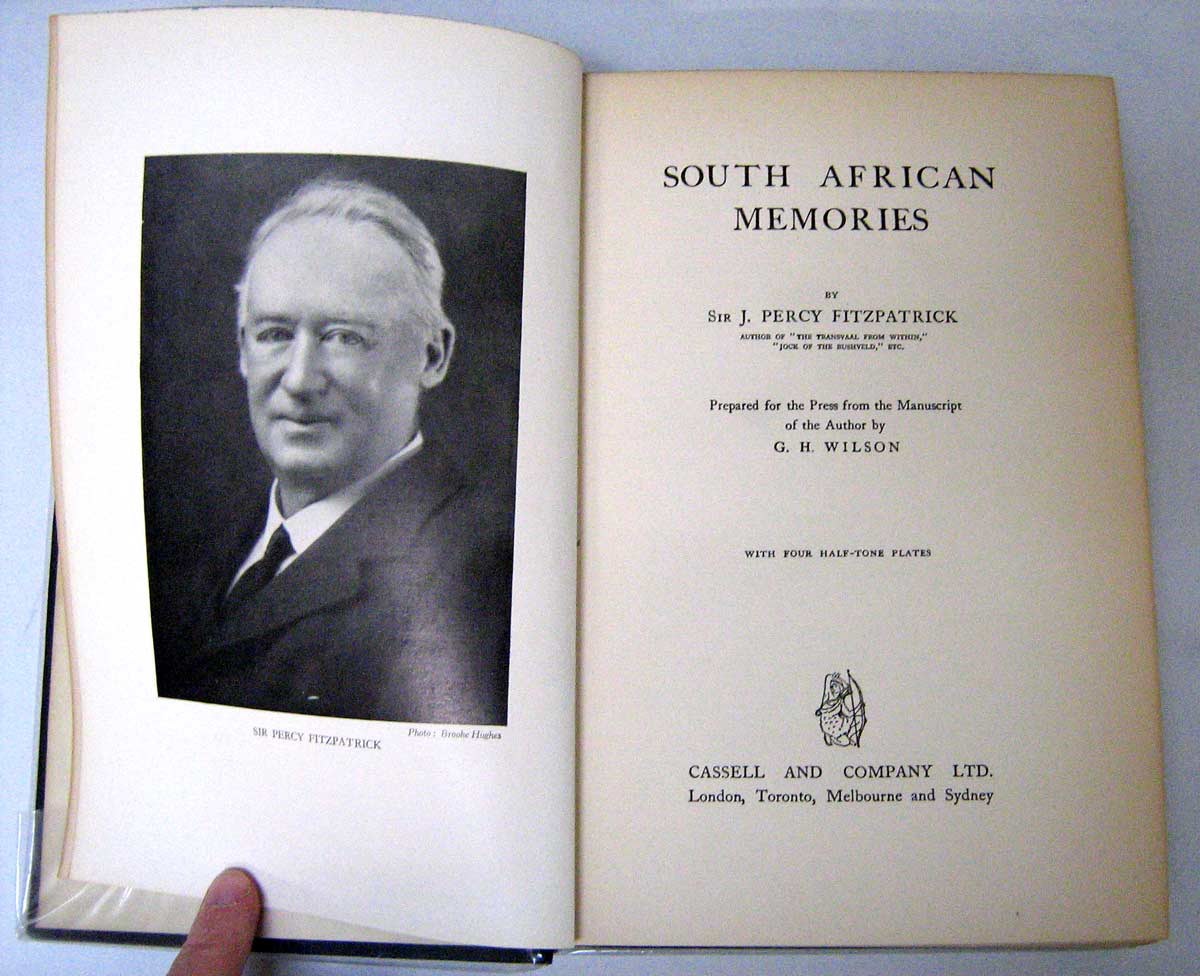 SIR PERCY FITZPATRICK
Photo: Brooke Hughes
SOUTH AFRICAN
MEMORIES
BY
SIR J. PERCY FITZPATRICK
AUTHOR OF "THE TRANSVAAL FROM WITHIN,"
"JOCK OF THE BUSHVELD," ETC.
Prepared for the Press from the Manuscript
of the Author by
G. H. WILSON
WITH FOUR HALF-TONE PLATES
CASSELL AND COMPANY LTD.
London, Toronto, Melbourne and Sydney